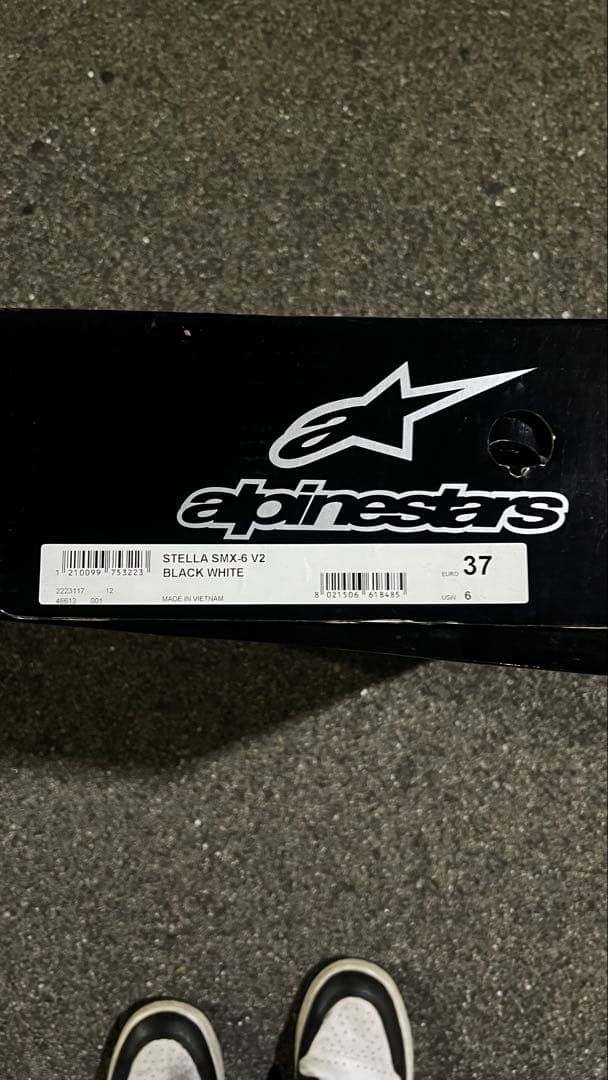 alpinestars
STELLA SMX-6 V2
BLACK WHITE
1 210099 753223
2223117 12
46613 001
MADE IN VIETNAM
8 021506 618485
EURO 37
USW 6